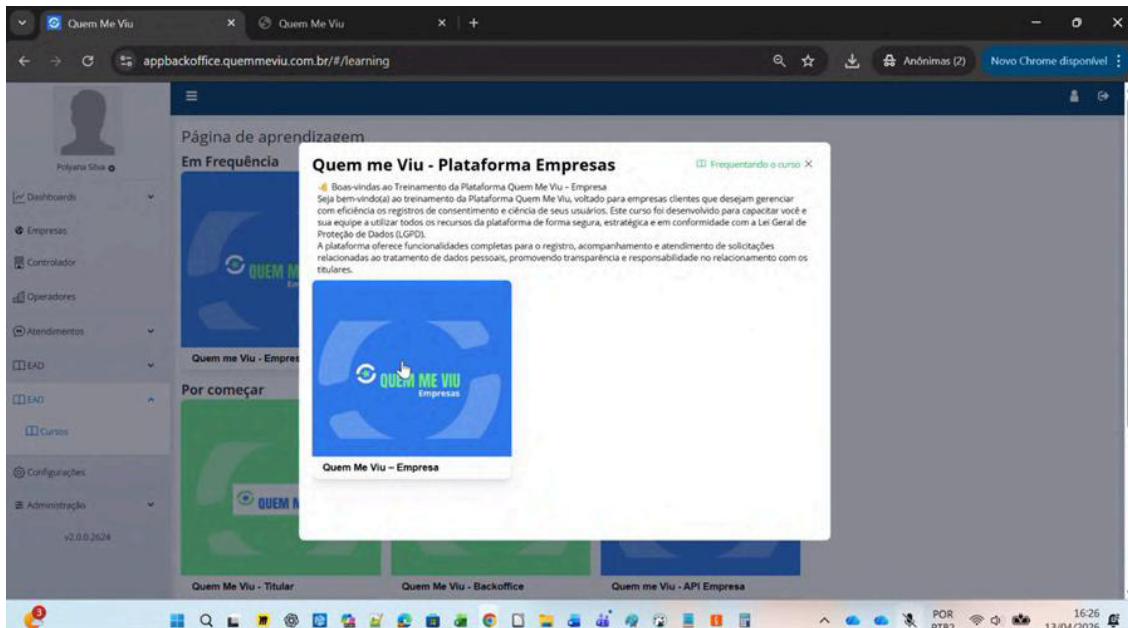 Quem Me Viu
Quem Me Viu
appbackoffice.quemmeviu.com.br/#/learning
Anônimas (2)
Novo Chrome disponível
Polyana Silva
Dashboards
Empresas
Controlador
Operadores
Atendimentos
EAD
EAD
Cursos
Configurações
Administração
v2.0.0.2624
Página de aprendizagem
Em Frequência
QUEM M
Quem me Viu - Empres
Por começar
QUEM M
Quem Me Viu - Titular
Quem Me Viu - Backoffice
Quem me Viu - API Empresa
Quem me Viu - Plataforma Empresas
Frequentando o curso
Boas-vindas ao Treinamento da Plataforma Quem Me Viu – Empresa
Seja bem-vindo(a) ao treinamento da Plataforma Quem Me Viu, voltado para empresas clientes que desejam gerenciar
com eficiência os registros de consentimento e ciência de seus usuários. Este curso foi desenvolvido para capacitar você e
sua equipe a utilizar todos os recursos da plataforma de forma segura, estratégica e em conformidade com a Lei Geral de
Proteção de Dados (LGPD).
A plataforma oferece funcionalidades completas para o registro, acompanhamento e atendimento de solicitações
relacionadas ao tratamento de dados pessoais, promovendo transparência e responsabilidade no relacionamento com os
titulares.
QUEM ME VIU
Empresas
Quem Me Viu – Empresa
3
POR
PTB2
16:26
13/04/2026